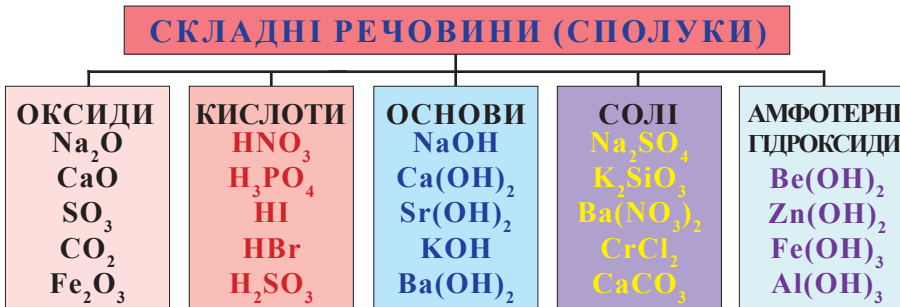 СКЛАДНІ РЕЧОВИНИ (СПОЛУКИ)
ОКСИДИ
Na₂O
CaO
SO₃
CO₂
Fe₂O₃
КИСЛОТИ
HNO₃
H₃PO₄
HI
HBr
H₂SO₃
ОСНОВИ
NaOH
Ca(OH)₂
Sr(OH)₂
KOH
Ba(OH)₂
СОЛІ
Na₂SO₄
K₂SiO₃
Ba(NO₃)₂
CrCl₂
CaCO₃
АМФОТЕРНІ
ГІДРОКСИДИ
Be(OH)₂
Zn(OH)₂
Fe(OH)₃
Al(OH)₃